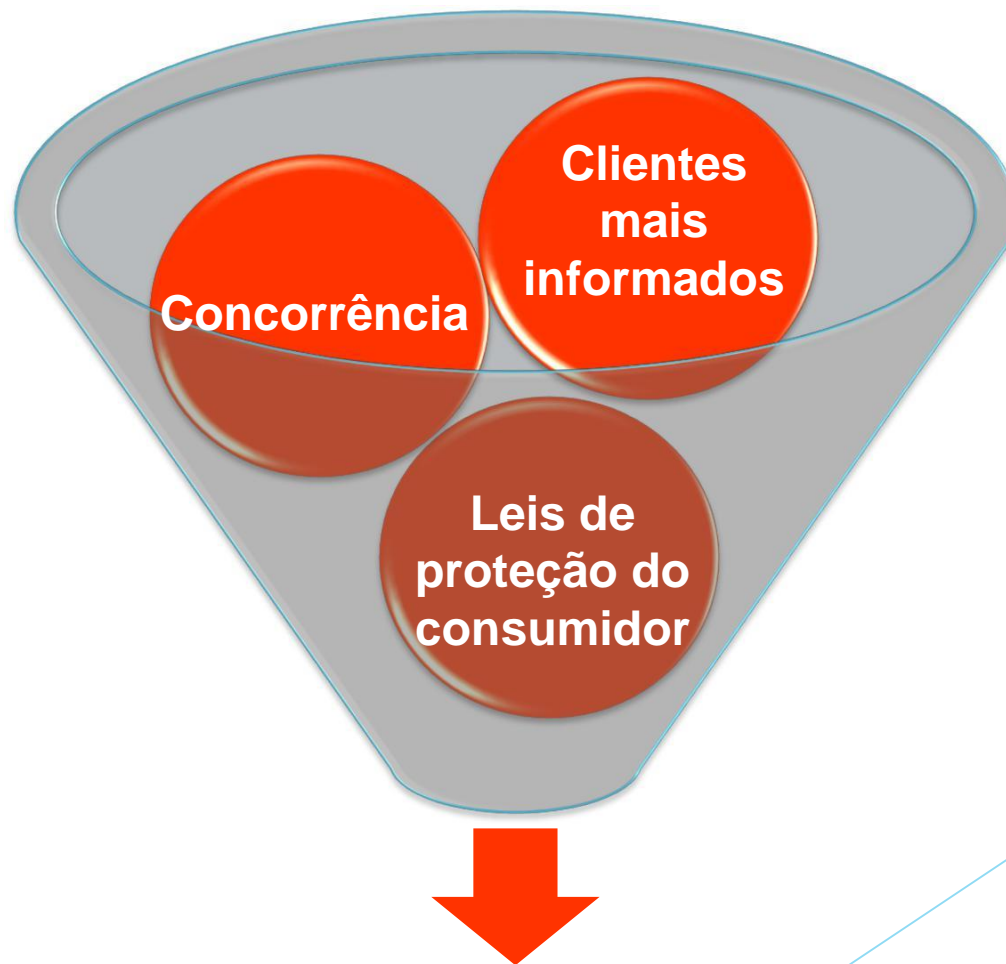 Clientes
mais
informados
Concorrência
Leis de
proteção do
consumidor